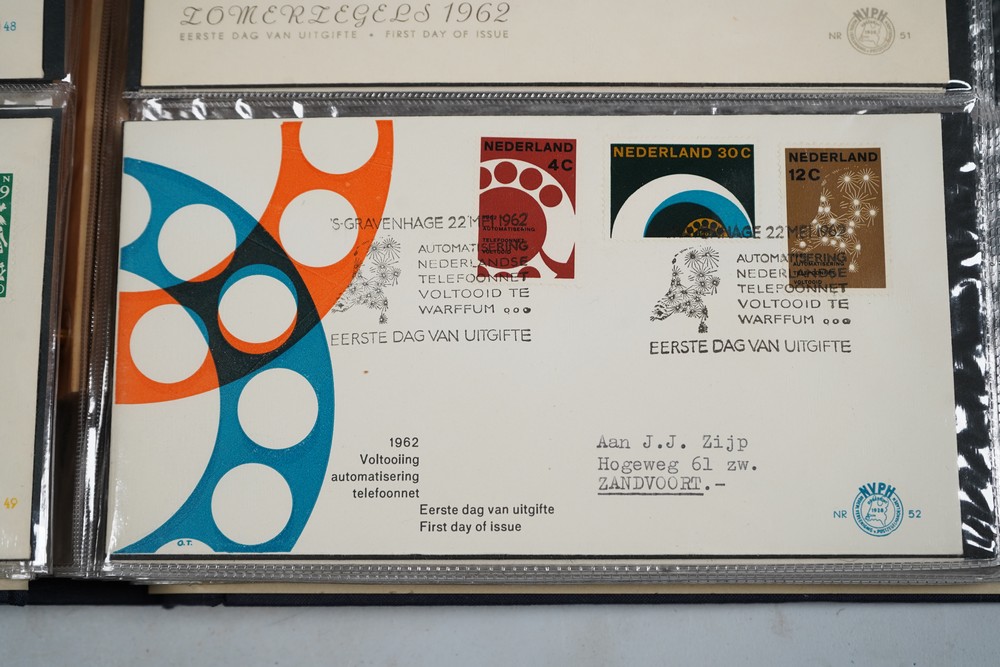 48
ZOMERZEGELS 1962
EERSTE DAG VAN UITGIFTE • FIRST DAY OF ISSUE
NR
NVPH
51
NEDERLAND
4C
NEDERLAND 30C
NEDERLAND
12C
'S-GRAVENHAGE 22 MEI 1962
AUTOMATISERING
NEDERLANDSE
TELEFOONNET
VOLTOOID TE
WARFFUM
EERSTE DAG VAN UITGIFTE
HAGE 22 MEI 1962
AUTOMATISERING
NEDERLANDSE
TELEFOONNET
VOLTOOID TE
WARFFUM
EERSTE DAG VAN UITGIFTE
1962
Voltooiing
automatisering
telefoonnet
Eerste dag van uitgifte
First day of issue
Aan J.J. Zijp
Hogeweg 61 zw.
ZANDVOORT.-
NR
NVPH
52
O.T.
49